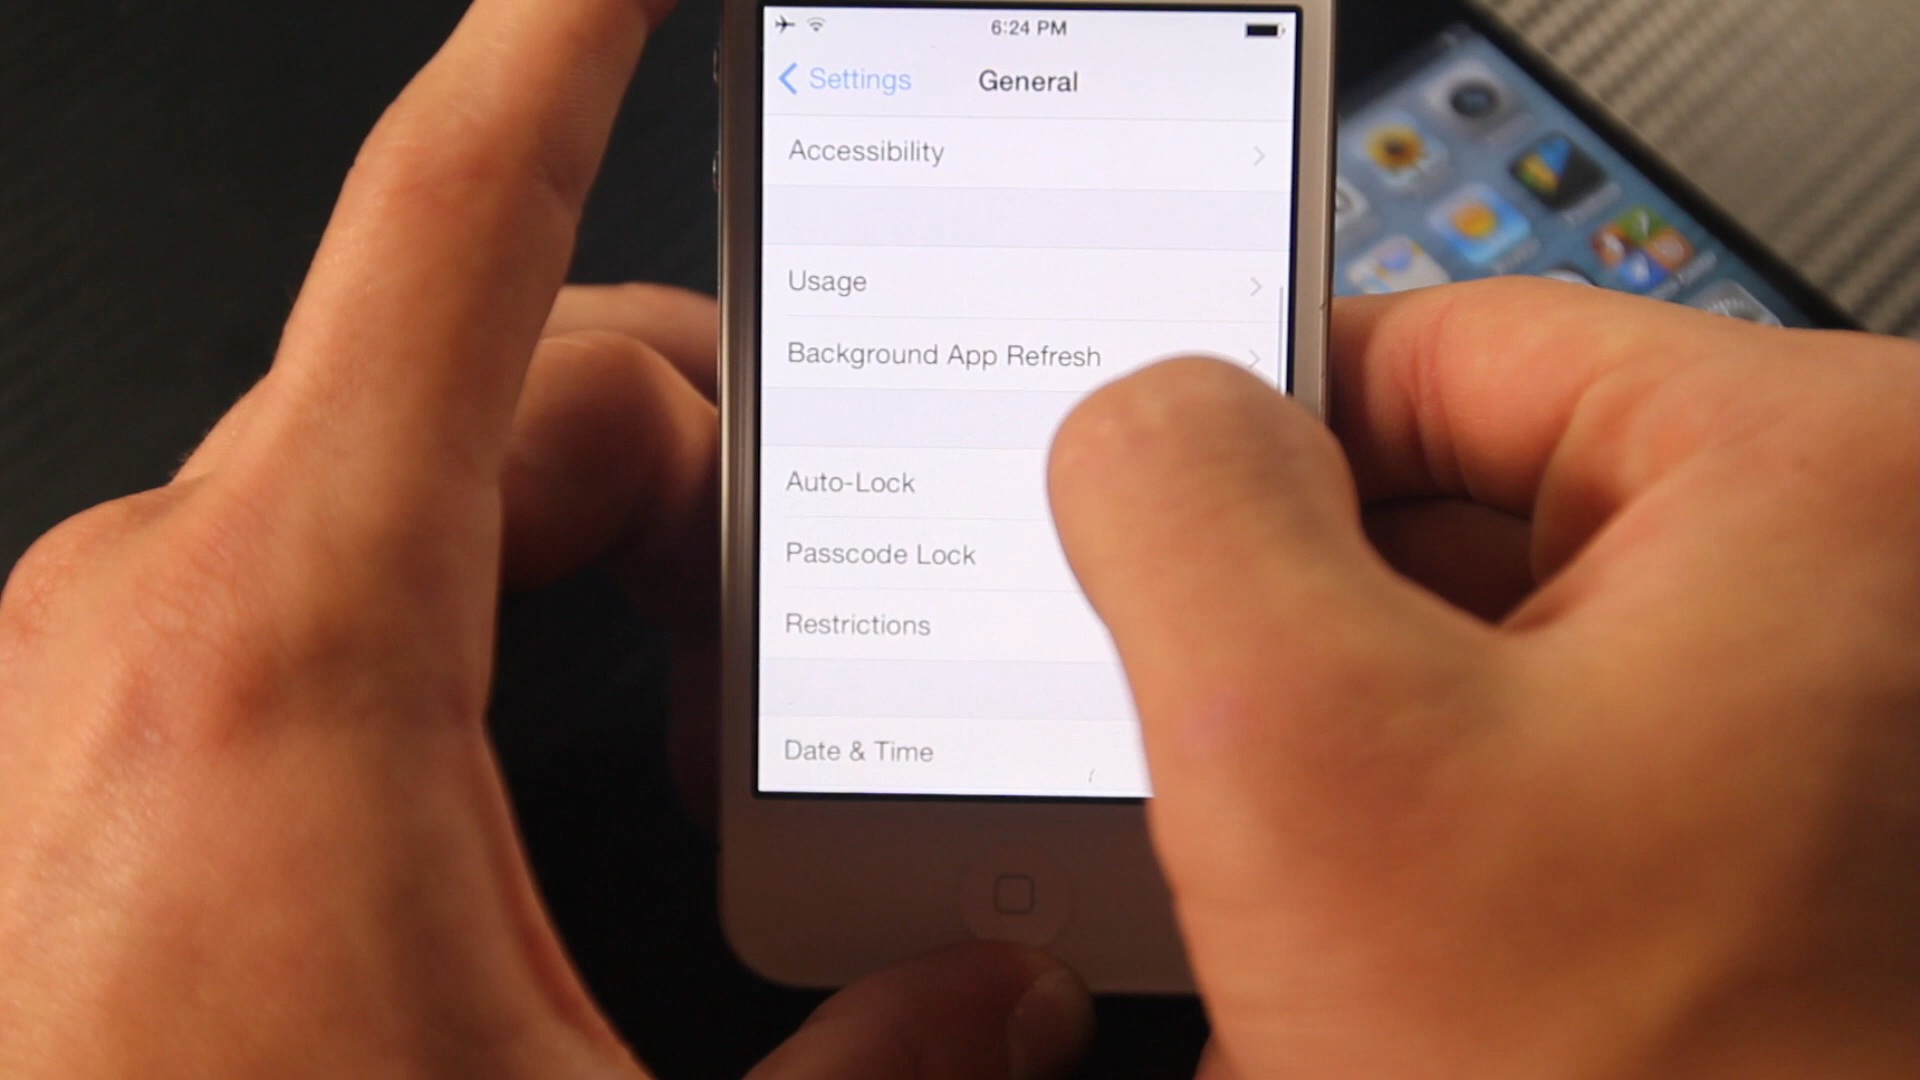 6:24 PM
Settings
General
Accessibility
Usage
Background App Refresh
Auto-Lock
Passcode Lock
Restrictions
Date & Time